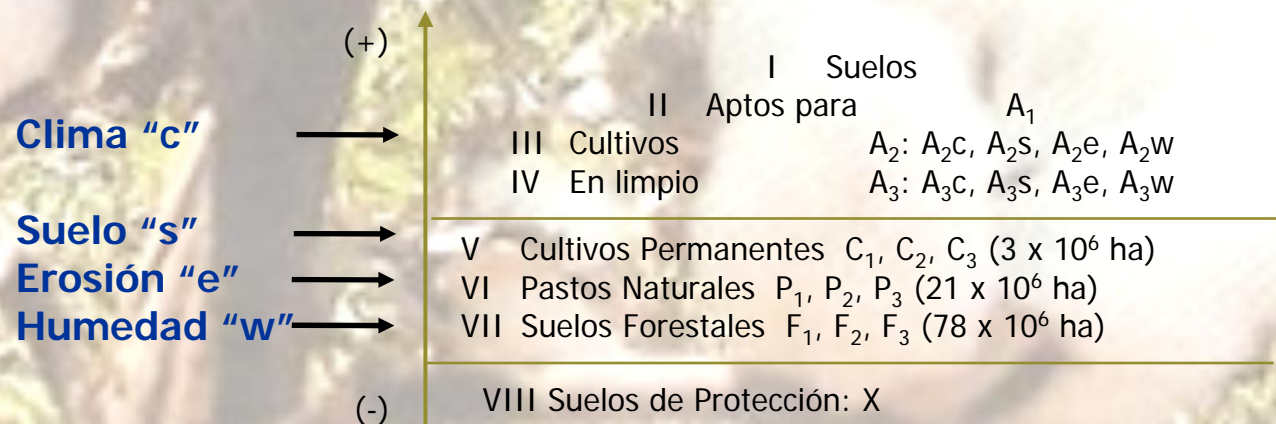 (+)
I Suelos
II Aptos para A₁
Clima “c”
III Cultivos A₂: A₂c, A₂s, A₂e, A₂w
IV En limpio A₃: A₃c, A₃s, A₃e, A₃w
Suelo “s”
V Cultivos Permanentes C₁, C₂, C₃ (3 x 10⁶ ha)
Erosión “e”
VI Pastos Naturales P₁, P₂, P₃ (21 x 10⁶ ha)
Humedad “w”
VII Suelos Forestales F₁, F₂, F₃ (78 x 10⁶ ha)
(-)
VIII Suelos de Protección: X